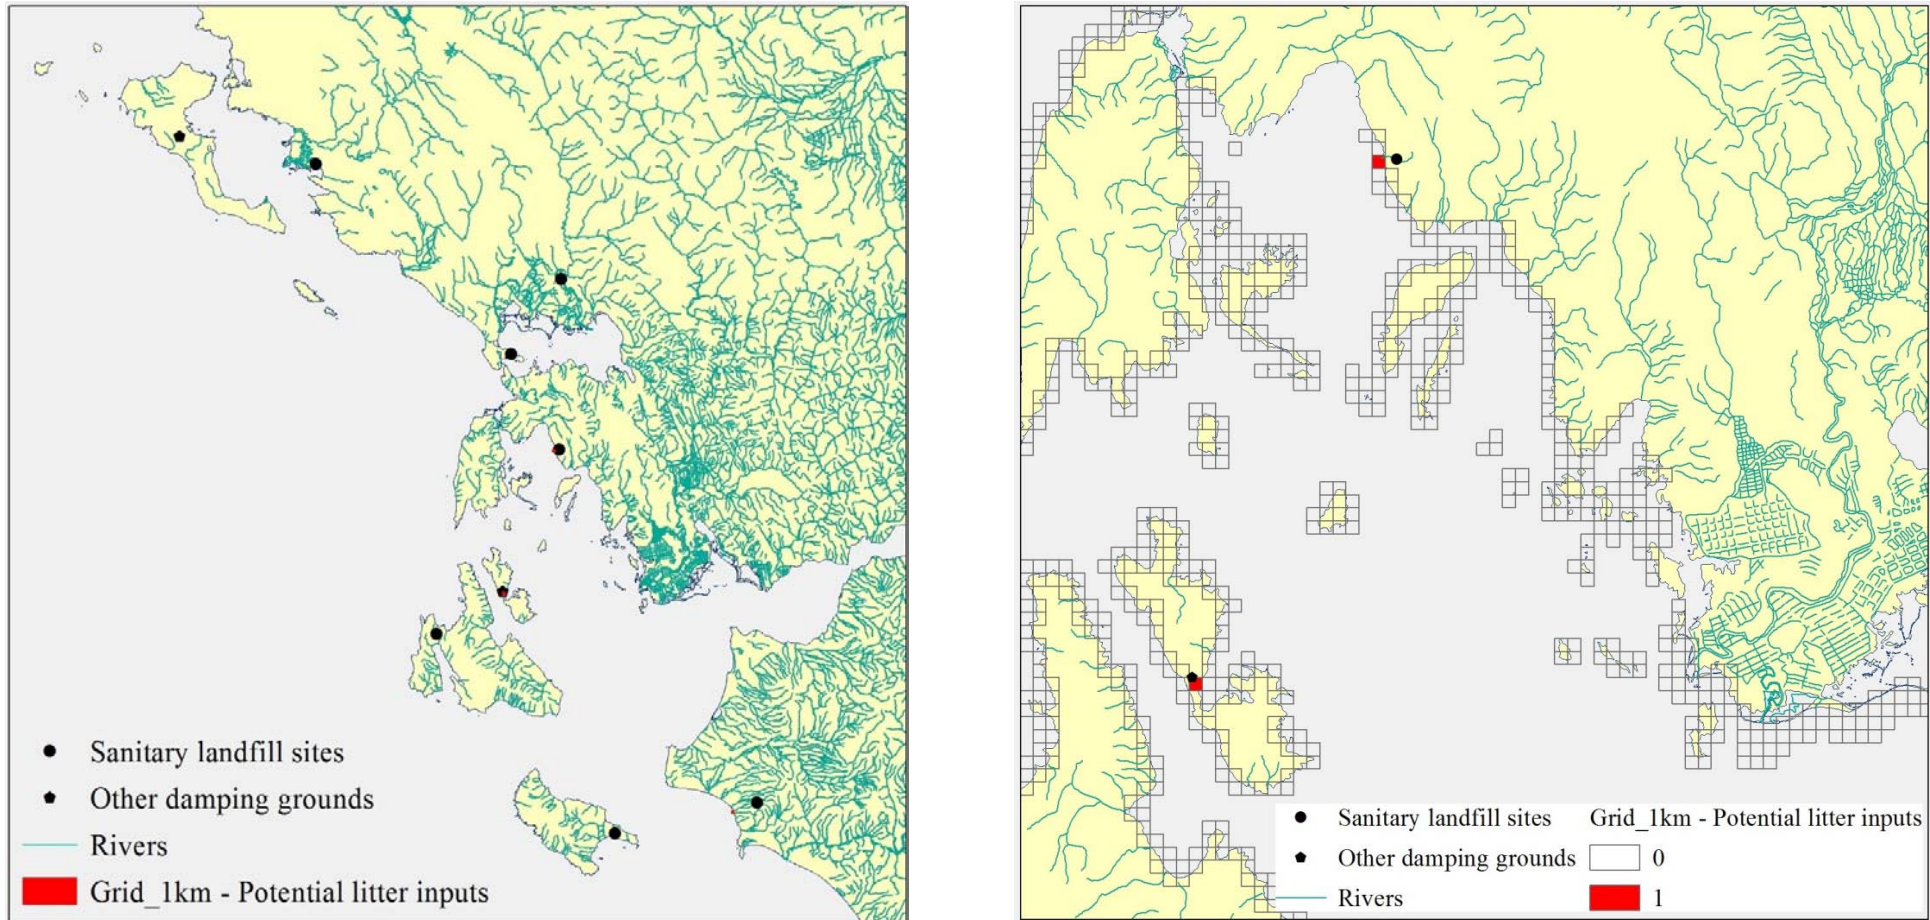 Sanitary landfill sites
Other damping grounds
Rivers
Grid_1km - Potential litter inputs
Sanitary landfill sites
Other damping grounds
Rivers
Grid_1km - Potential litter inputs
0
1